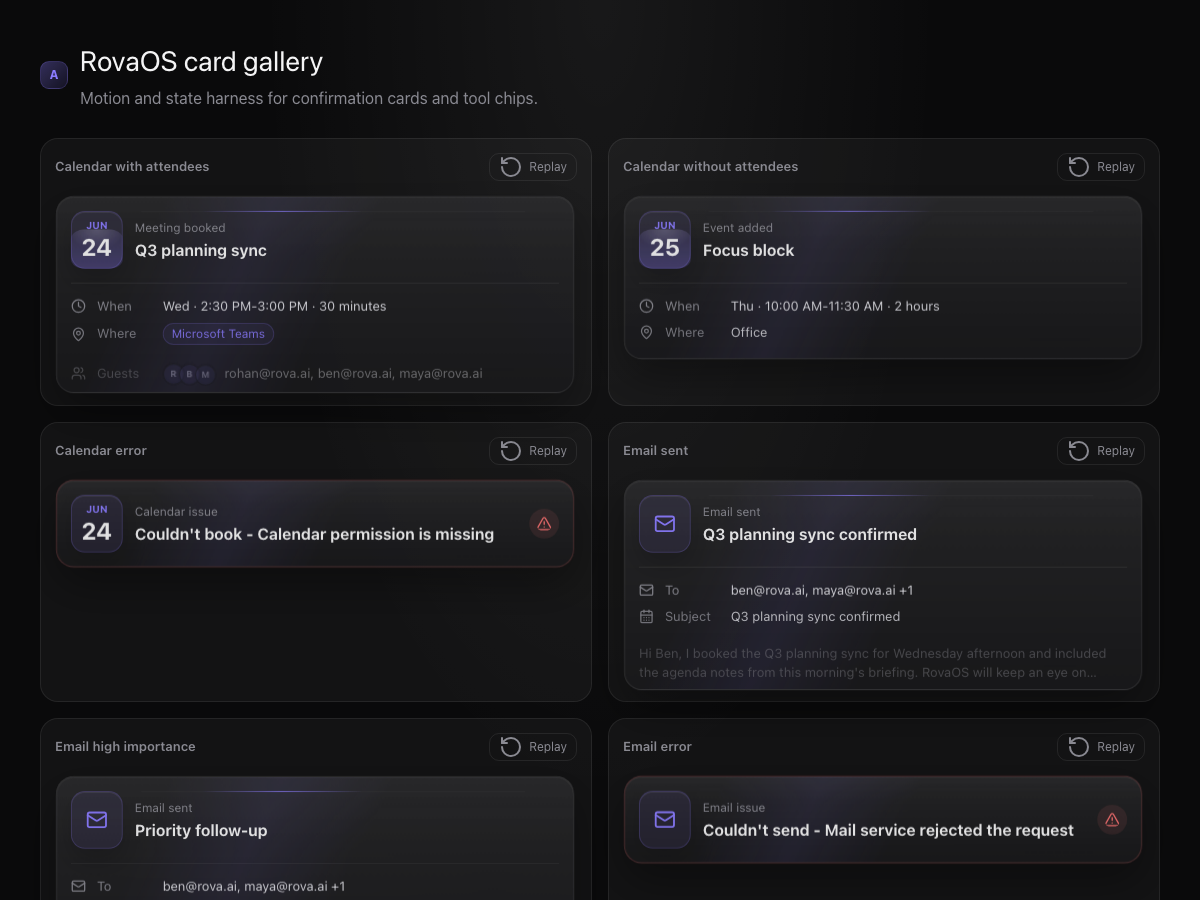 A
RovaOS card gallery
Motion and state harness for confirmation cards and tool chips.
Calendar with attendees
Replay
JUN
24
Meeting booked
Q3 planning sync
When
Wed · 2:30 PM-3:00 PM · 30 minutes
Where
Microsoft Teams
Guests
R B M
rohan@rova.ai, ben@rova.ai, maya@rova.ai
Calendar without attendees
Replay
JUN
25
Event added
Focus block
When
Thu · 10:00 AM-11:30 AM · 2 hours
Where
Office
Calendar error
Replay
JUN
24
Calendar issue
Couldn't book - Calendar permission is missing
Email sent
Replay
Email sent
Q3 planning sync confirmed
To
ben@rova.ai, maya@rova.ai +1
Subject
Q3 planning sync confirmed
Hi Ben, I booked the Q3 planning sync for Wednesday afternoon and included
the agenda notes from this morning's briefing. RovaOS will keep an eye on...
Email high importance
Replay
Email sent
Priority follow-up
To
ben@rova.ai, maya@rova.ai +1
Email error
Replay
Email issue
Couldn't send - Mail service rejected the request